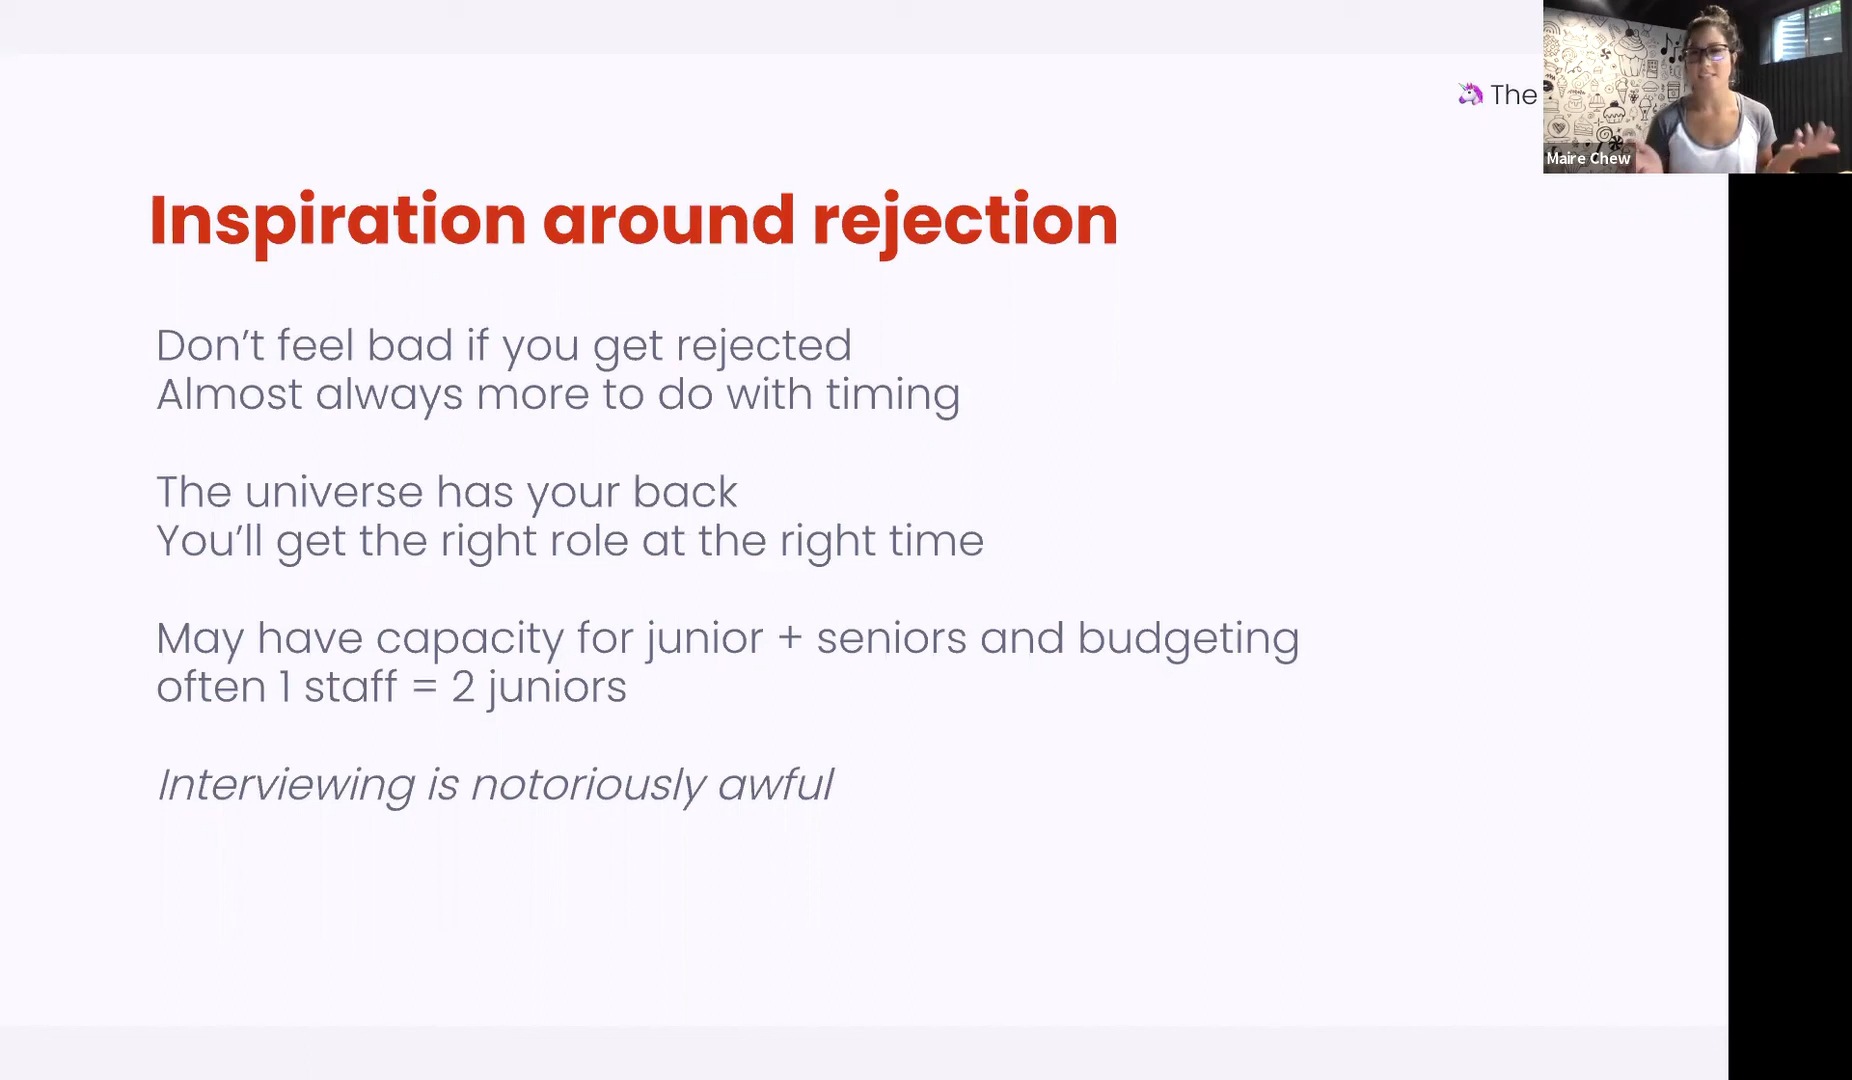 🦄 The
Maire Chew
Inspiration around rejection
Don’t feel bad if you get rejected
Almost always more to do with timing
The universe has your back
You’ll get the right role at the right time
May have capacity for junior + seniors and budgeting
often 1 staff = 2 juniors
Interviewing is notoriously awful